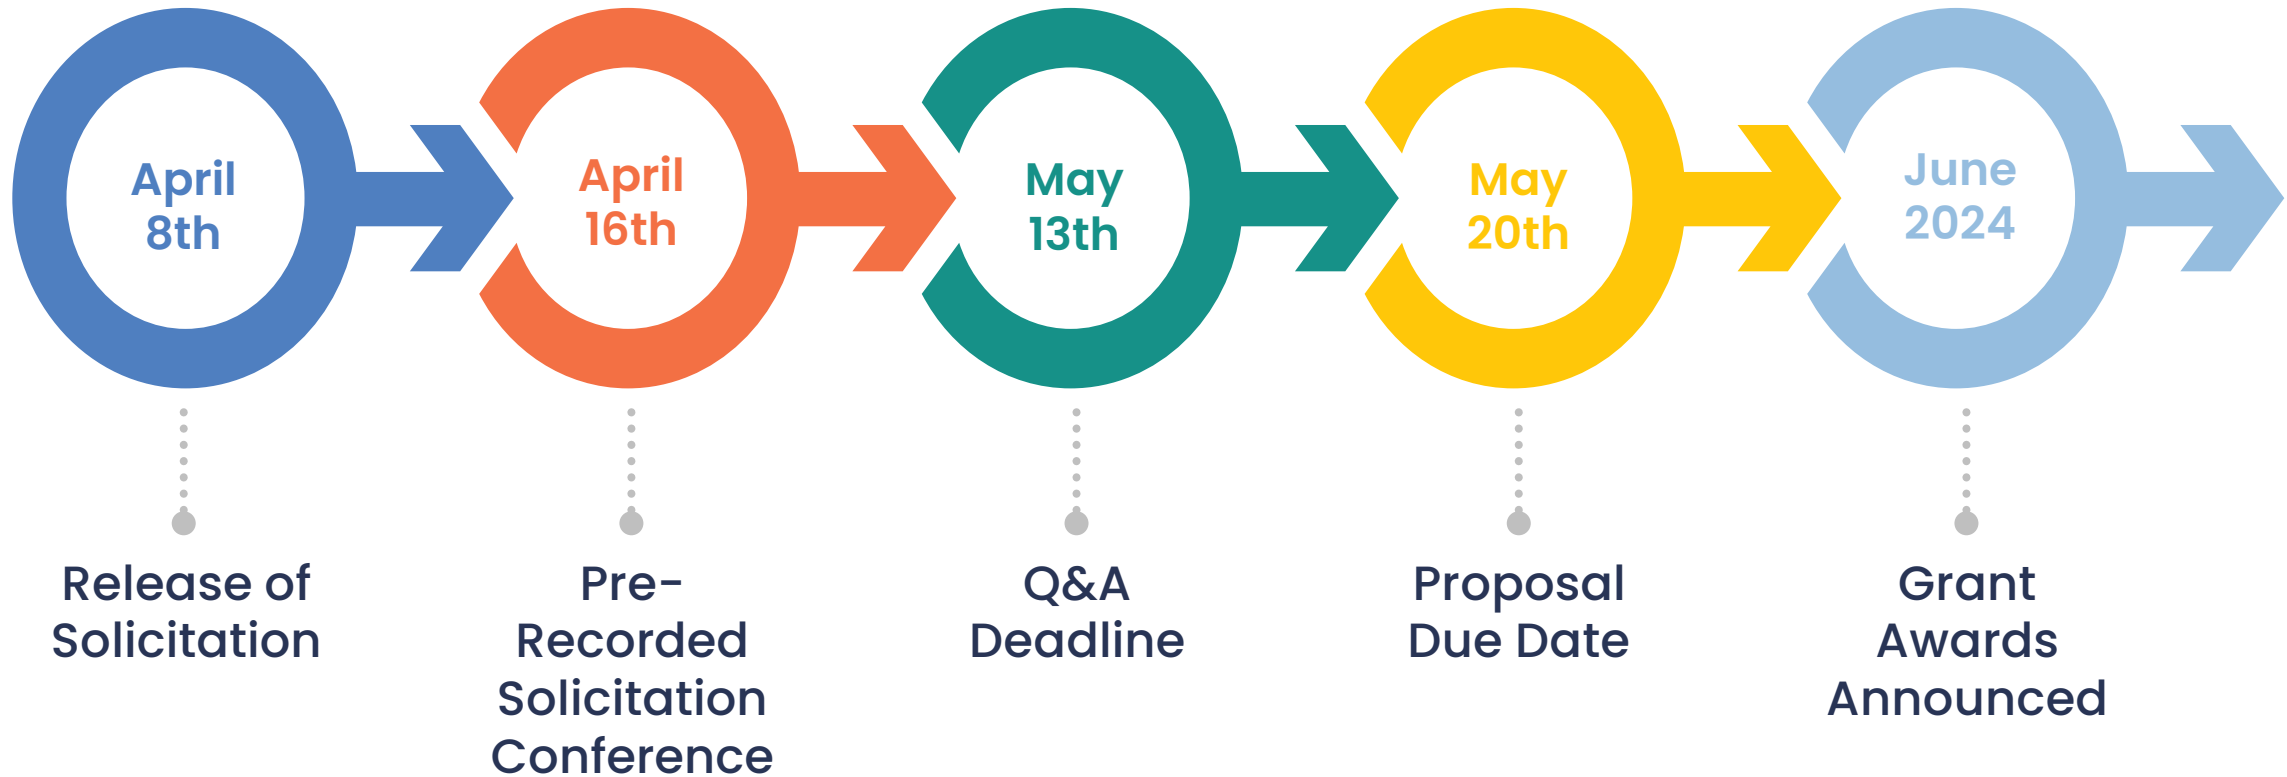 April
8th
April
16th
May
13th
May
20th
June
2024
Release of
Solicitation
Pre-
Recorded
Solicitation
Conference
Q&A
Deadline
Proposal
Due Date
Grant
Awards
Announced